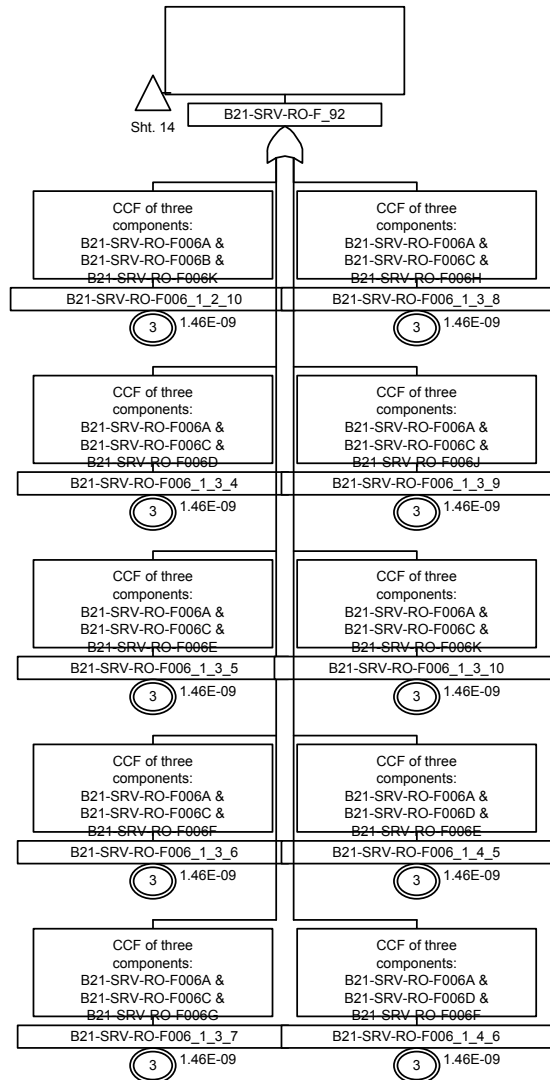 Sht. 14
B21-SRV-RO-F_92
CCF of three
components:
B21-SRV-RO-F006A &
B21-SRV-RO-F006B &
B21-SRV-RO-F006K
B21-SRV-RO-F006_1_2_10
3
1.46E-09
CCF of three
components:
B21-SRV-RO-F006A &
B21-SRV-RO-F006C &
B21-SRV-RO-F006H
B21-SRV-RO-F006_1_3_8
3
1.46E-09
CCF of three
components:
B21-SRV-RO-F006A &
B21-SRV-RO-F006C &
B21-SRV-RO-F006D
B21-SRV-RO-F006_1_3_4
3
1.46E-09
CCF of three
components:
B21-SRV-RO-F006A &
B21-SRV-RO-F006C &
B21-SRV-RO-F006J
B21-SRV-RO-F006_1_3_9
3
1.46E-09
CCF of three
components:
B21-SRV-RO-F006A &
B21-SRV-RO-F006C &
B21-SRV-RO-F006E
B21-SRV-RO-F006_1_3_5
3
1.46E-09
CCF of three
components:
B21-SRV-RO-F006A &
B21-SRV-RO-F006C &
B21-SRV-RO-F006K
B21-SRV-RO-F006_1_3_10
3
1.46E-09
CCF of three
components:
B21-SRV-RO-F006A &
B21-SRV-RO-F006C &
B21-SRV-RO-F006F
B21-SRV-RO-F006_1_3_6
3
1.46E-09
CCF of three
components:
B21-SRV-RO-F006A &
B21-SRV-RO-F006D &
B21-SRV-RO-F006E
B21-SRV-RO-F006_1_4_5
3
1.46E-09
CCF of three
components:
B21-SRV-RO-F006A &
B21-SRV-RO-F006C &
B21-SRV-RO-F006G
B21-SRV-RO-F006_1_3_7
3
1.46E-09
CCF of three
components:
B21-SRV-RO-F006A &
B21-SRV-RO-F006D &
B21-SRV-RO-F006F
B21-SRV-RO-F006_1_4_6
3
1.46E-09